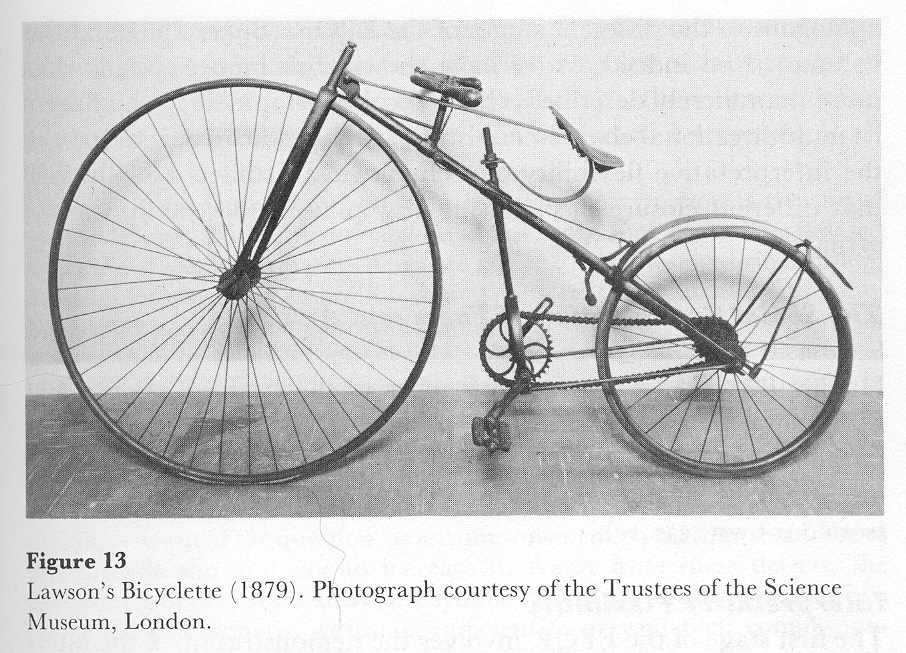 Figure 13
Lawson's Bicyclette (1879). Photograph courtesy of the Trustees of the Science
Museum, London.